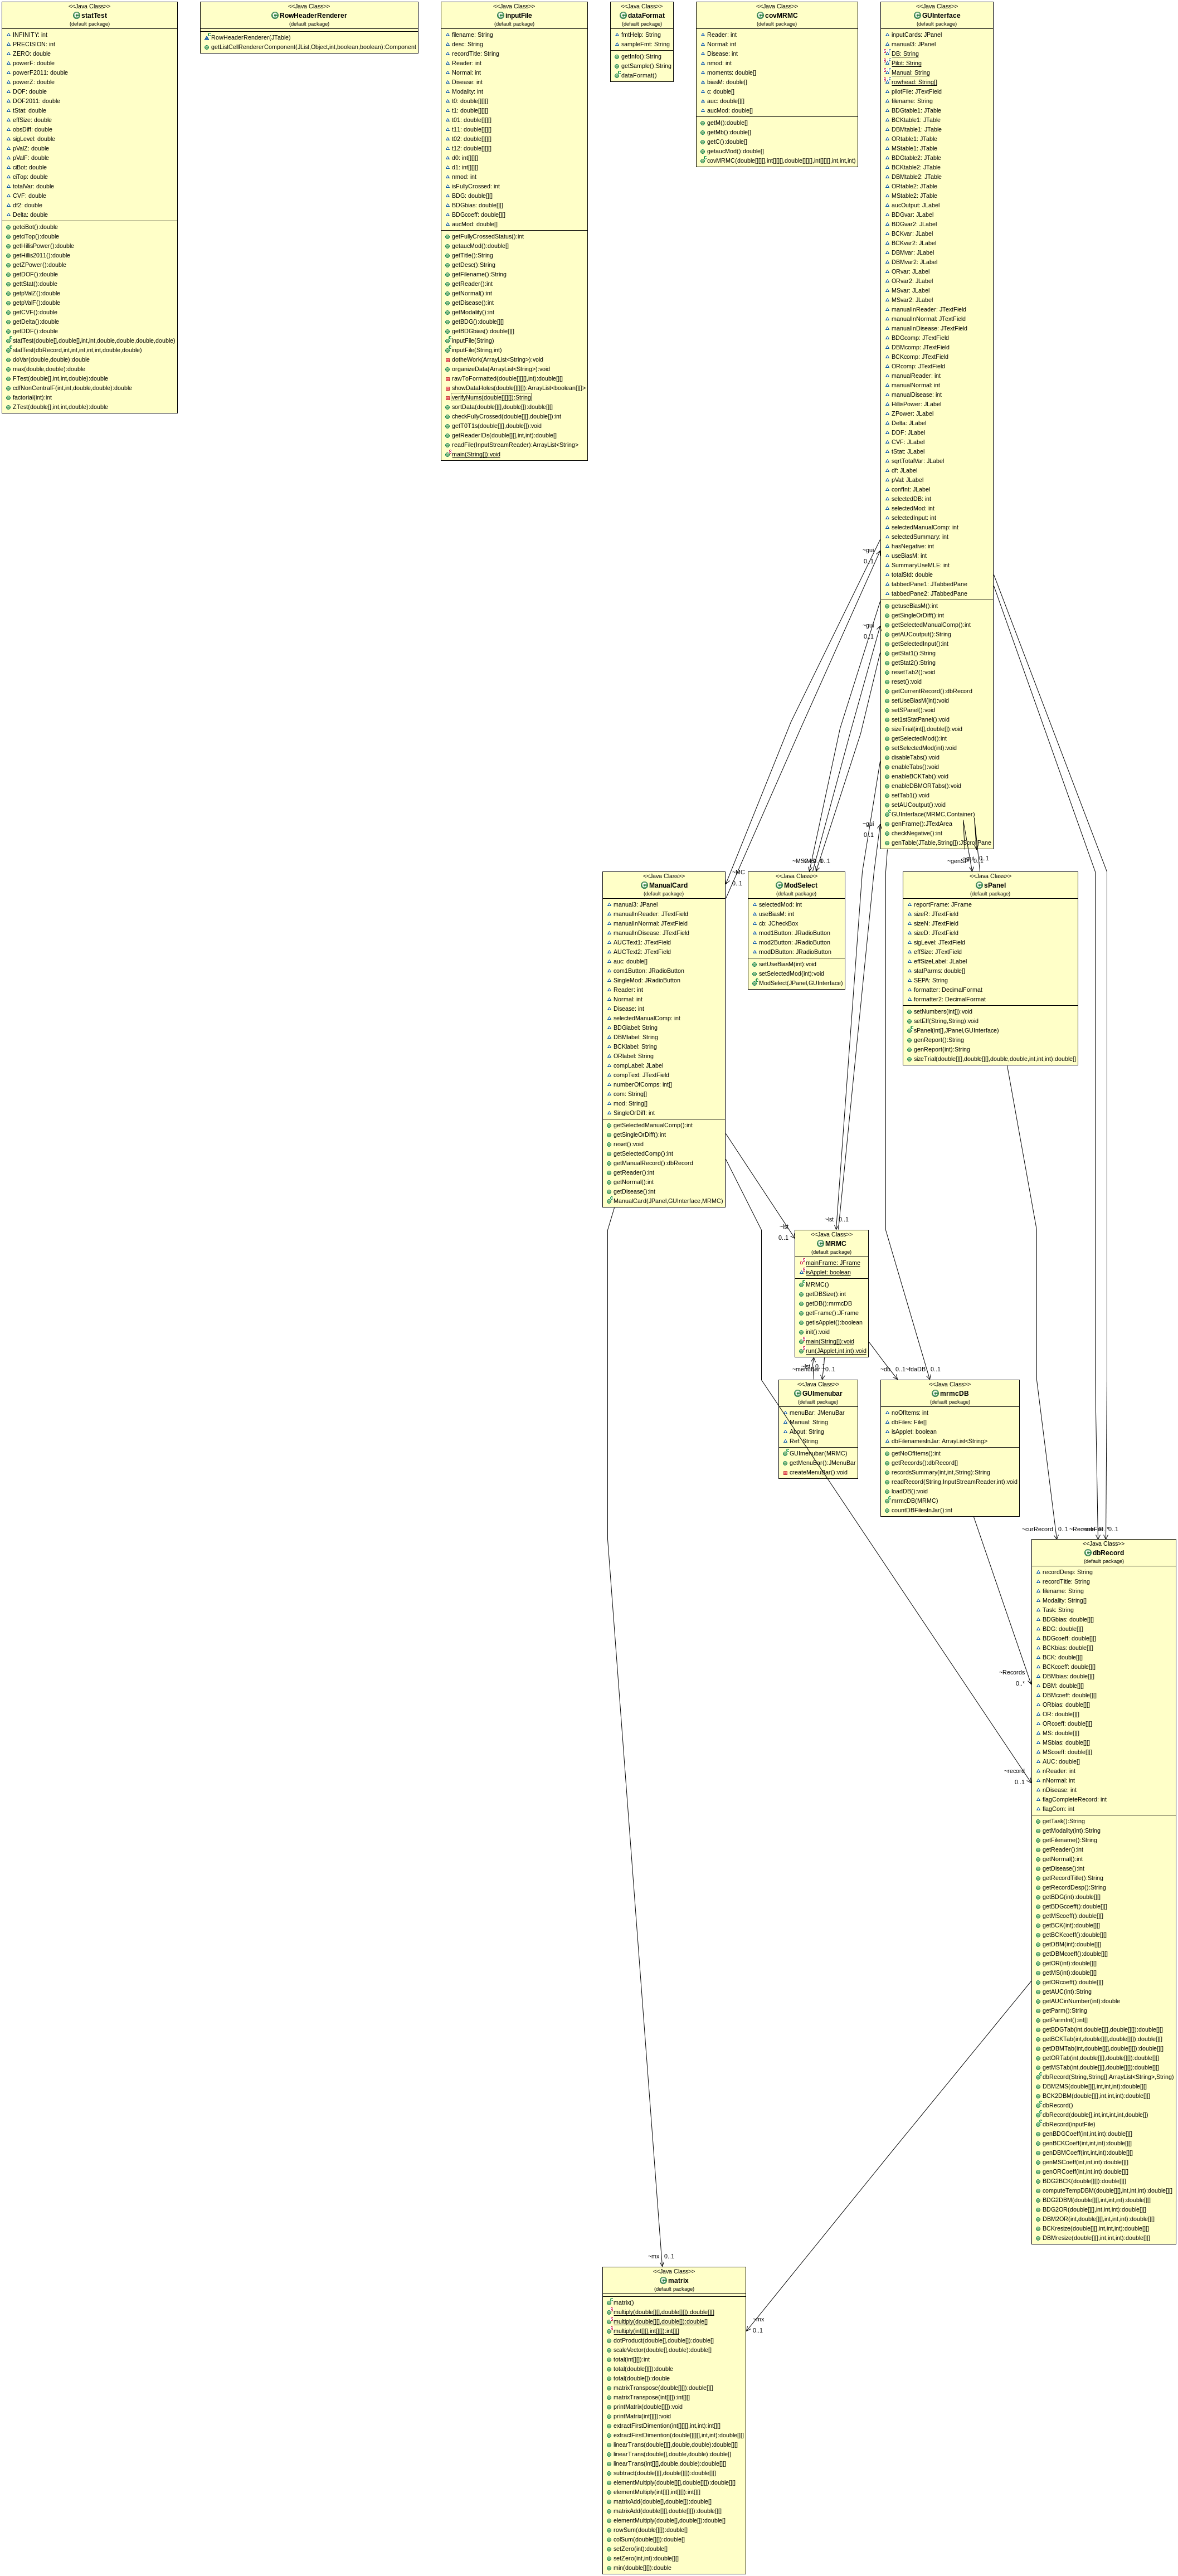 <<Java Class>>
statTest
(default package)
INFINITY: int
PRECISION: int
ZERO: double
powerF: double
powerF2011: double
powerZ: double
DOF: double
DOF2011: double
tStat: double
effSize: double
obsDiff: double
sigLevel: double
pValZ: double
pValF: double
ciBot: double
ciTop: double
totalVar: double
CVF: double
df2: double
Delta: double
getciBot():double
getciTop():double
getHillisPower():double
getHillis2011():double
getZPower():double
getDOF():double
gettStat():double
getpValZ():double
getpValF():double
getCVF():double
getDelta():double
getDDF():double
statTest(double[],double[],int,int,double,double,double,double)
statTest(dbRecord,int,int,int,int,int,double,double)
doVar(double,double):double
max(double,double):double
FTest(double[],int,int,double):double
cdfNonCentralF(int,int,double,double):double
factorial(int):int
ZTest(double[],int,int,double):double
<<Java Class>>
RowHeaderRenderer
(default package)
RowHeaderRenderer(JTable)
getListCellRendererComponent(JList,Object,int,boolean,boolean):Component
<<Java Class>>
inputFile
(default package)
filename: String
desc: String
recordTitle: String
Reader: int
Normal: int
Disease: int
Modality: int
t0: double[][][]
t1: double[][][]
t01: double[][][]
t11: double[][][]
t02: double[][][]
t12: double[][][]
d0: int[][][]
d1: int[][][]
nmod: int
isFullyCrossed: int
BDG: double[][]
BDGbias: double[][]
BDGcoeff: double[][]
aucMod: double[]
getFullyCrossedStatus():int
getaucMod():double[]
getTitle():String
getDesc():String
getFilename():String
getReader():int
getNormal():int
getDisease():int
getModality():int
getBDG():double[][]
getBDGbias():double[][]
inputFile(String)
inputFile(String,int)
dotheWork(ArrayList<String>):void
organizeData(ArrayList<String>):void
rawToFormatted(double[][][][],int):double[][]
showDataHoles(double[][][][]):ArrayList<boolean[][]>
verifyNums(double[][][][]):String
sortData(double[][],double[]):double[][]
checkFullyCrossed(double[][],double[]):int
getT0T1s(double[][],double[]):void
getReaderIDs(double[][],int,int):double[]
readFile(InputStreamReader):ArrayList<String>
main(String[]):void
<<Java Class>>
dataFormat
(default package)
fmtHelp: String
sampleFmt: String
getInfo():String
getSample():String
dataFormat()
<<Java Class>>
covMRMC
(default package)
Reader: int
Normal: int
Disease: int
nmod: int
moments: double[]
biasM: double[]
c: double[]
auc: double[][]
aucMod: double[]
getM():double[]
getMb():double[]
getC():double[]
getaucMod():double[]
covMRMC(double[][][],int[][][],double[][][],int[][][],int,int,int)
<<Java Class>>
GUInterface
(default package)
inputCards: JPanel
manual3: JPanel
DB: String
Pilot: String
Manual: String
rowhead: String[]
pilotFile: JTextField
filename: String
BDGtable1: JTable
BCKtable1: JTable
DBMtable1: JTable
ORtable1: JTable
MStable1: JTable
BDGtable2: JTable
BCKtable2: JTable
DBMtable2: JTable
ORtable2: JTable
MStable2: JTable
aucOutput: JLabel
BDGvar: JLabel
BDGvar2: JLabel
BCKvar: JLabel
BCKvar2: JLabel
DBMvar: JLabel
DBMvar2: JLabel
ORvar: JLabel
ORvar2: JLabel
MSvar: JLabel
MSvar2: JLabel
manualInReader: JTextField
manualInNormal: JTextField
manualInDisease: JTextField
BDGcomp: JTextField
DBMcomp: JTextField
BCKcomp: JTextField
ORcomp: JTextField
manualReader: int
manualNormal: int
manualDisease: int
HillisPower: JLabel
ZPower: JLabel
Delta: JLabel
DDF: JLabel
CVF: JLabel
tStat: JLabel
sqrtTotalVar: JLabel
df: JLabel
pVal: JLabel
confInt: JLabel
selectedDB: int
selectedMod: int
selectedInput: int
selectedManualComp: int
selectedSummary: int
hasNegative: int
useBiasM: int
SummaryUseMLE: int
totalStd: double
tabbedPane1: JTabbedPane
tabbedPane2: JTabbedPane
getuseBiasM():int
getSingleOrDiff():int
getSelectedManualComp():int
getAUCoutput():String
getSelectedInput():int
getStat1():String
getStat2():String
resetTab2():void
reset():void
getCurrentRecord():dbRecord
setUseBiasM(int):void
setSPanel():void
set1stStatPanel():void
sizeTrial(int[],double[]):void
getSelectedMod():int
setSelectedMod(int):void
disableTabs():void
enableTabs():void
enableBCKTab():void
enableDBMORTabs():void
setTab1():void
setAUCoutput():void
GUInterface(MRMC,Container)
genFrame():JTextArea
checkNegative():int
genTable(JTable,String[]):JScrollPane
~gui
0..1
~gui
0..1
~gui
0..1
~MC
0..1
0..1
~genSP
0..1
<<Java Class>>
ManualCard
(default package)
manual3: JPanel
manualInReader: JTextField
manualInNormal: JTextField
manualInDisease: JTextField
AUCText1: JTextField
AUCText2: JTextField
auc: double[]
com1Button: JRadioButton
SingleMod: JRadioButton
Reader: int
Normal: int
Disease: int
selectedManualComp: int
BDGlabel: String
DBMlabel: String
BCKlabel: String
ORlabel: String
compLabel: JLabel
compText: JTextField
numberOfComps: int[]
com: String[]
mod: String[]
SingleOrDiff: int
getSelectedManualComp():int
getSingleOrDiff():int
reset():void
getSelectedComp():int
getManualRecord():dbRecord
getReader():int
getNormal():int
getDisease():int
ManualCard(JPanel,GUInterface,MRMC)
<<Java Class>>
ModSelect
(default package)
selectedMod: int
useBiasM: int
cb: JCheckBox
mod1Button: JRadioButton
mod2Button: JRadioButton
modDButton: JRadioButton
setUseBiasM(int):void
setSelectedMod(int):void
ModSelect(JPanel,GUInterface)
<<Java Class>>
sPanel
(default package)
reportFrame: JFrame
sizeR: JTextField
sizeN: JTextField
sizeD: JTextField
sigLevel: JTextField
effSize: JTextField
effSizeLabel: JLabel
statParms: double[]
SEPA: String
formatter: DecimalFormat
formatter2: DecimalFormat
setNumbers(int[]):void
setEff(String,String):void
sPanel(int[],JPanel,GUInterface)
genReport():String
genReport(int):String
sizeTrial(double[][],double[][],double,double,int,int,int):double[]
~lst
0..1
~lst 0..1
<<Java Class>>
MRMC
(default package)
mainFrame: JFrame
isApplet: boolean
MRMC()
getDBSize():int
getDB():mrmcDB
getFrame():JFrame
getIsApplet():boolean
init():void
main(String[]):void
run(JApplet,int,int):void
~menuBar 0..1
~db 0..1
~fdaDB 0..1
<<Java Class>>
GUImenubar
(default package)
menuBar: JMenuBar
Manual: String
About: String
Ref: String
GUImenubar(MRMC)
getMenuBar():JMenuBar
createMenuBar():void
<<Java Class>>
mrmcDB
(default package)
noOfItems: int
dbFiles: File[]
isApplet: boolean
dbFilenamesInJar: ArrayList<String>
getNoOfItems():int
getRecords():dbRecord[]
recordsSummary(int,int,String):String
readRecord(String,InputStreamReader,int):void
loadDB():void
mrmcDB(MRMC)
countDBFilesInJar():int
~curRecord 0..1
0..1
<<Java Class>>
dbRecord
(default package)
recordDesp: String
recordTitle: String
filename: String
Modality: String[]
Task: String
BDGbias: double[][]
BDG: double[][]
BDGcoeff: double[][]
BCKbias: double[][]
BCK: double[][]
BCKcoeff: double[][]
DBMbias: double[][]
DBM: double[][]
DBMcoeff: double[][]
ORbias: double[][]
OR: double[][]
ORcoeff: double[][]
MS: double[][]
MSbias: double[][]
MScoeff: double[][]
AUC: double[]
nReader: int
nNormal: int
nDisease: int
flagCompleteRecord: int
flagCom: int
getTask():String
getModality(int):String
getFilename():String
getReader():int
getNormal():int
getDisease():int
getRecordTitle():String
getRecordDesp():String
getBDG(int):double[][]
getBDGcoeff():double[][]
getMScoeff():double[][]
getBCK(int):double[][]
getBCKcoeff():double[][]
getDBM(int):double[][]
getDBMcoeff():double[][]
getOR(int):double[][]
getMS(int):double[][]
getORcoeff():double[][]
getAUC(int):String
getAUCinNumber(int):double
getParm():String
getParmInt():int[]
getBDGTab(int,double[][],double[][]):double[][]
getBCKTab(int,double[][],double[][]):double[][]
getDBMTab(int,double[][],double[][]):double[][]
getORTab(int,double[][],double[][]):double[][]
getMSTab(int,double[][],double[][]):double[][]
dbRecord(String,String[],ArrayList<String>,String)
DBM2MS(double[][],int,int,int):double[][]
BCK2DBM(double[][],int,int,int):double[][]
dbRecord()
dbRecord(double[],int,int,int,int,double[])
dbRecord(inputFile)
genBDGCoeff(int,int,int):double[][]
genBCKCoeff(int,int,int):double[][]
genDBMCoeff(int,int,int):double[][]
genMSCoeff(int,int,int):double[][]
genORCoeff(int,int,int):double[][]
BDG2BCK(double[][]):double[][]
computeTempDBM(double[][],int,int,int):double[][]
BDG2DBM(double[][],int,int,int):double[][]
BDG2OR(double[][],int,int,int):double[][]
DBM2OR(int,double[][],int,int,int):double[][]
BCKresize(double[][],int,int,int):double[][]
DBMresize(double[][],int,int,int):double[][]
~Records
0..*
~record
0..1
~mx 0..1
~mx
0..1
<<Java Class>>
matrix
(default package)
matrix()
multiply(double[][],double[][]):double[][]
multiply(double[][],double[]):double[]
multiply(int[][],int[][]):int[][]
dotProduct(double[],double[]):double[]
scaleVector(double[],double):double[]
total(int[][]):int
total(double[][]):double
total(double[]):double
matrixTranspose(double[][]):double[][]
matrixTranspose(int[][]):int[][]
printMatrix(double[][]):void
printMatrix(int[][]):void
extractFirstDimention(int[][][],int,int):int[][]
extractFirstDimention(double[][][],int,int):double[][]
linearTrans(double[][],double,double):double[][]
linearTrans(double[],double,double):double[]
linearTrans(int[][],double,double):double[][]
subtract(double[][],double[][]):double[][]
elementMultiply(double[][],double[][]):double[][]
elementMultiply(int[][],int[][]):int[][]
matrixAdd(double[],double[]):double[]
matrixAdd(double[][],double[][]):double[][]
elementMultiply(double[],double[]):double[]
rowSum(double[][]):double[]
colSum(double[][]):double[]
setZero(int):double[]
setZero(int,int):double[][]
min(double[][]):double